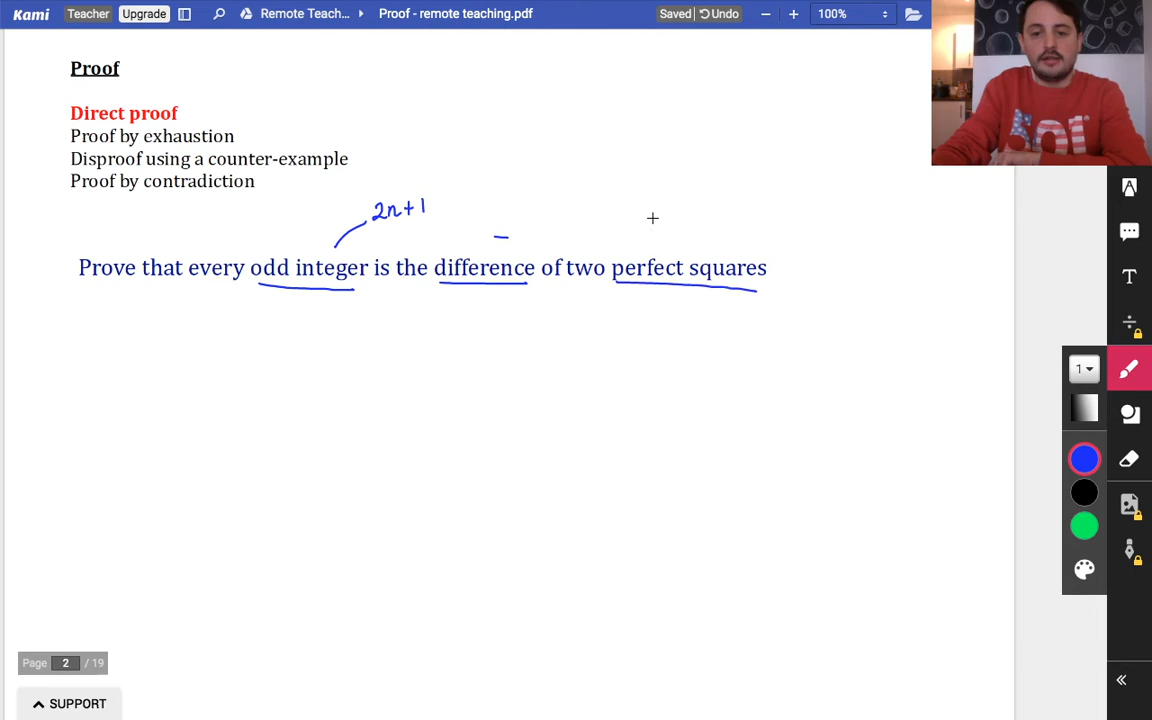 Kami Teacher Upgrade Remote Teach... Proof - remote teaching.pdf Saved Undo 100%
Proof
Direct proof
Proof by exhaustion
Disproof using a counter-example
Proof by contradiction
2n+1
−
Prove that every odd integer is the difference of two perfect squares
T
1
Page 2 / 19
SUPPORT